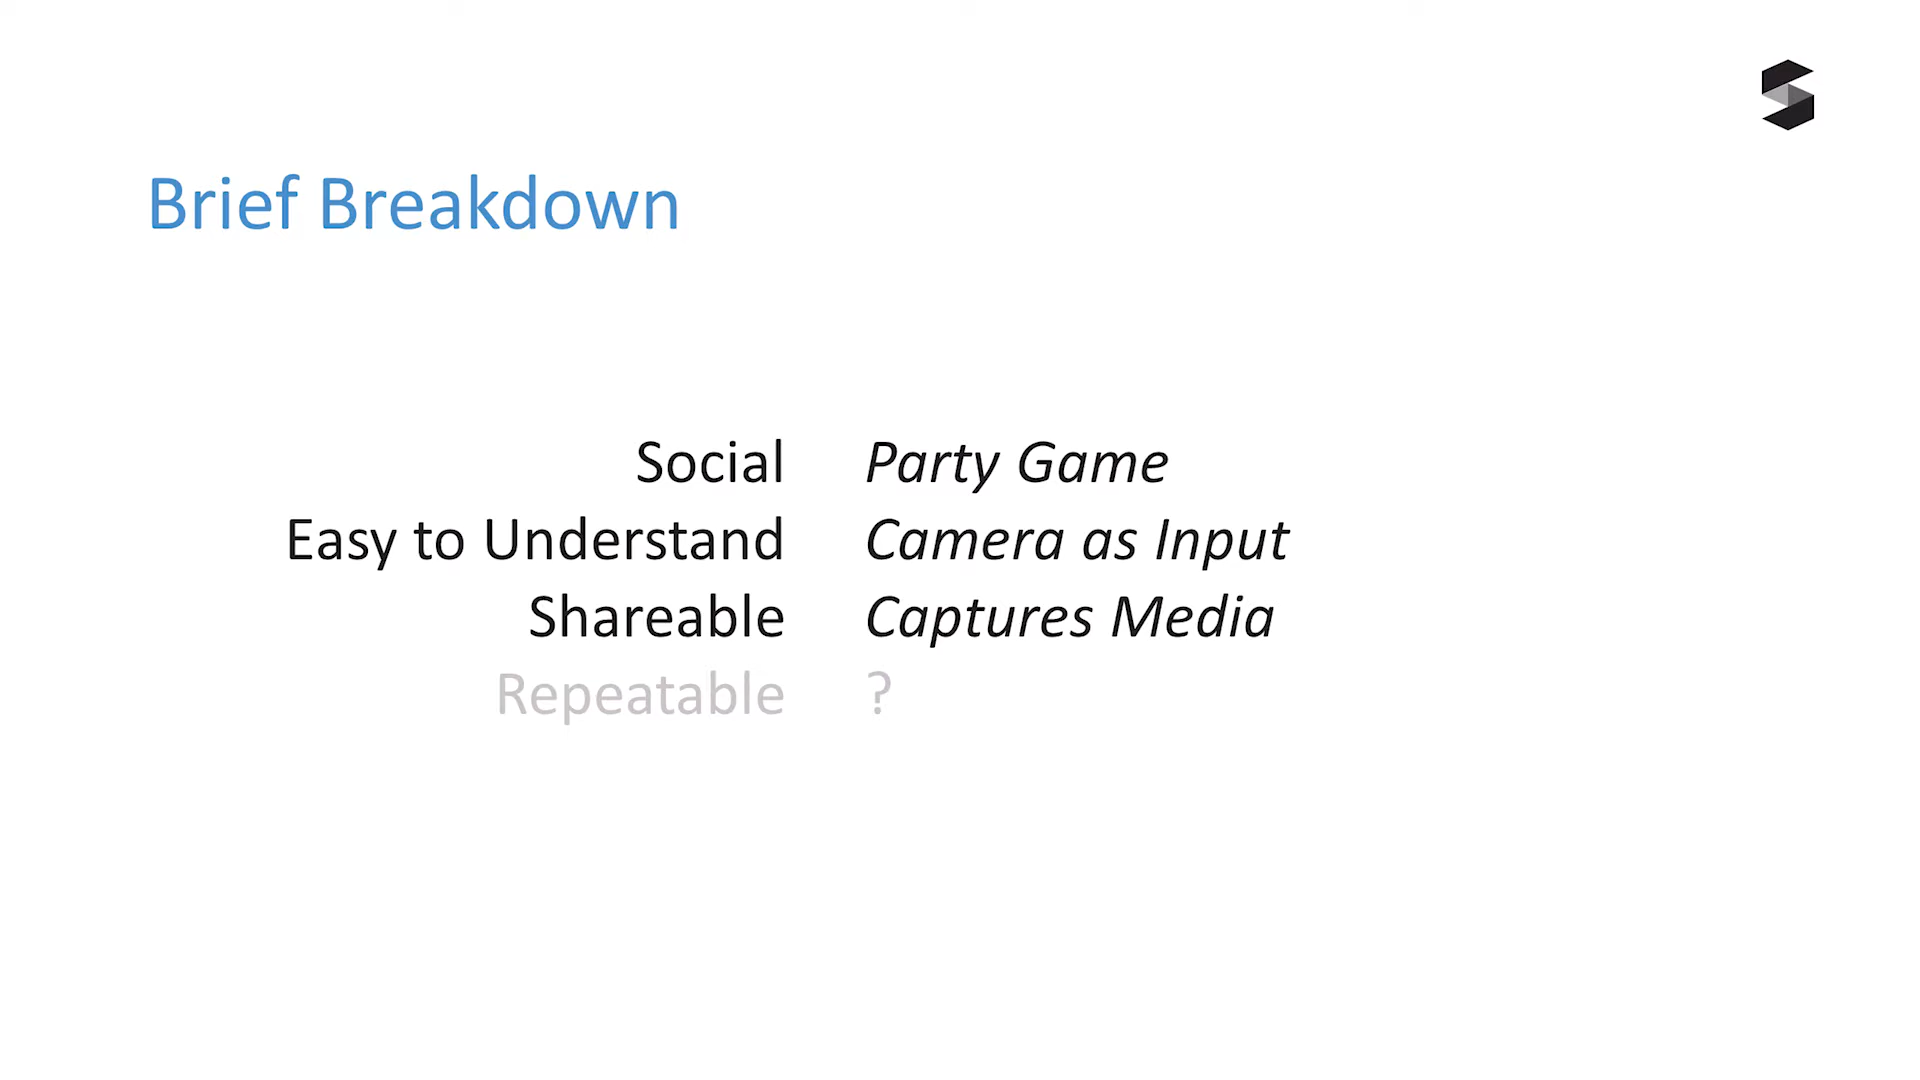 Brief Breakdown
Social Party Game
Easy to Understand Camera as Input
Shareable Captures Media
Repeatable ?